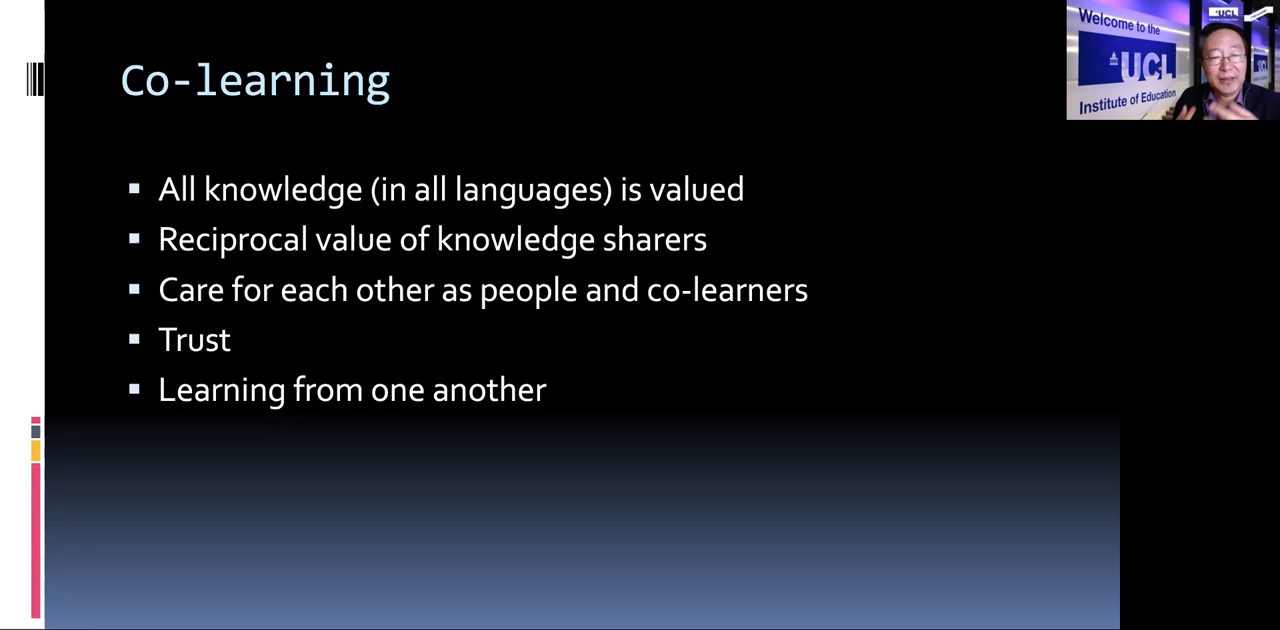 Co-learning
All knowledge (in all languages) is valued
Reciprocal value of knowledge sharers
Care for each other as people and co-learners
Trust
Learning from one another
Welcome to the
UCL
Institute of Education
UCL
UCL